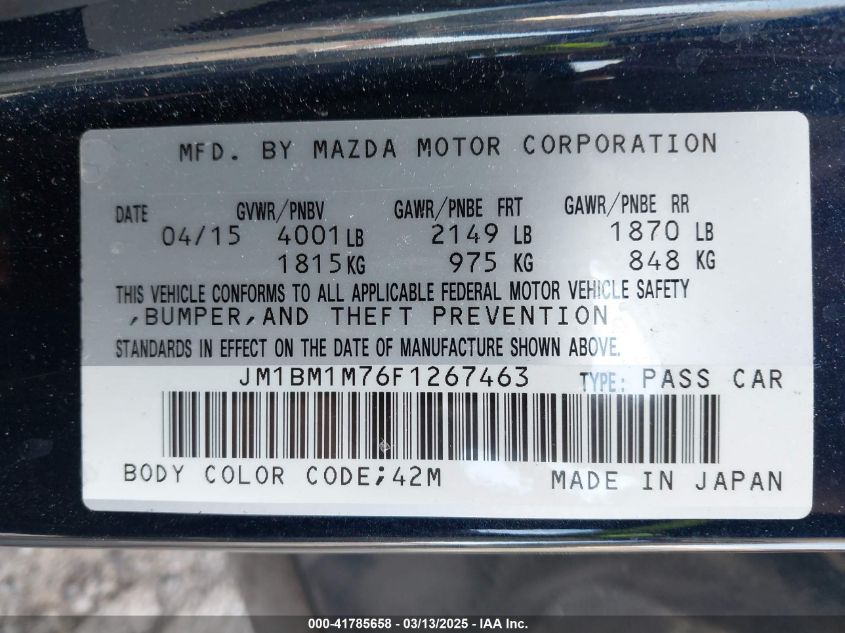 MFD. BY MAZDA MOTOR CORPORATION
DATE GVWR/PNBV GAWR/PNBE FRT GAWR/PNBE RR
04/15 4001 LB 2149 LB 1870 LB
1815 KG 975 KG 848 KG
THIS VEHICLE CONFORMS TO ALL APPLICABLE FEDERAL MOTOR VEHICLE SAFETY
,BUMPER,AND THEFT PREVENTION
STANDARDS IN EFFECT ON THE DATE OF MANUFACTURE SHOWN ABOVE.
JM1BM1M76F1267463 TYPE: PASS CAR
BODY COLOR CODE;42M MADE IN JAPAN
000-41785658 - 03/13/2025 - IAA Inc.